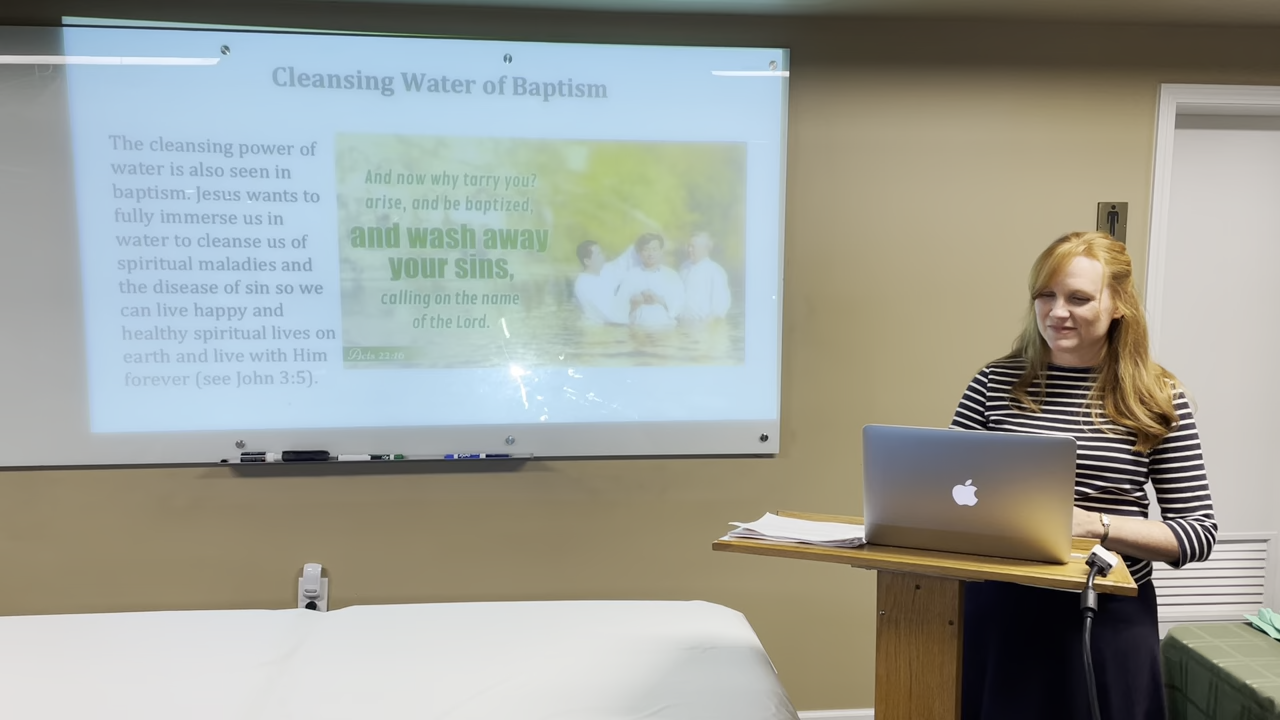 Cleansing Water of Baptism
The cleansing power of
water is also seen in
baptism. Jesus wants to
fully immerse us in
water to cleanse us of
spiritual maladies and
the disease of sin so we
can live happy and
healthy spiritual lives on
earth and live with Him
forever (see John 3:5).
And now why tarry you?
arise, and be baptized,
and wash away
your sins,
calling on the name
of the Lord.
Acts 22:16